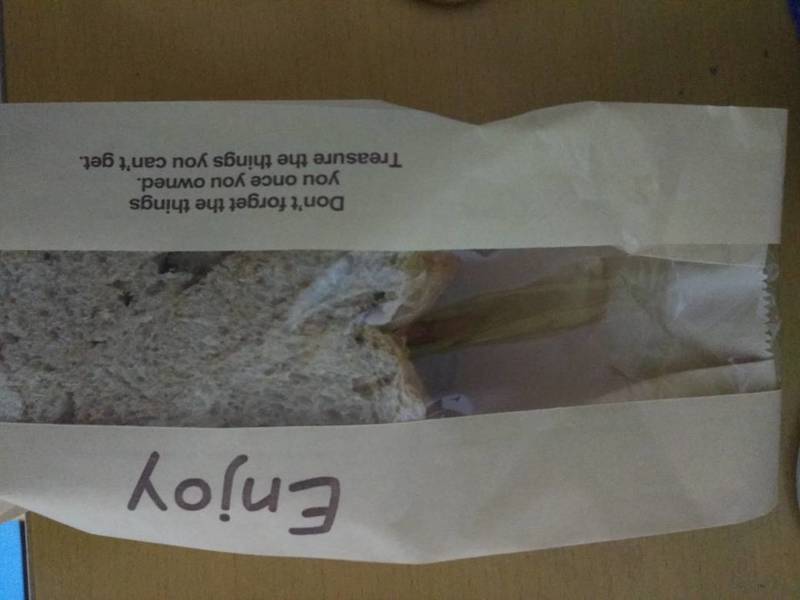 Enjoy
Don't forget the things
you once you owned.
Treasure the things you can't get.